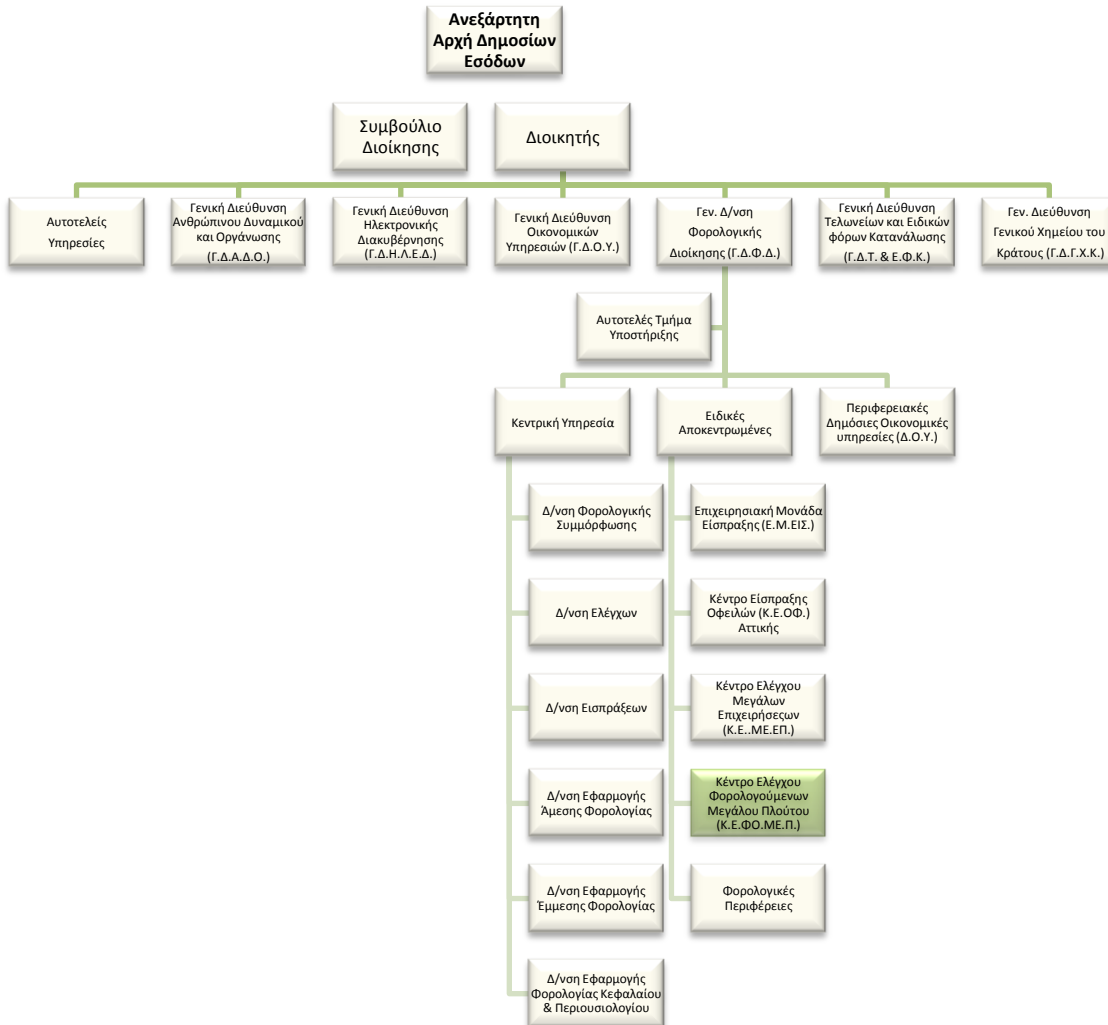 Ανεξάρτητη
Αρχή Δημοσίων
Εσόδων
Συμβούλιο
Διοίκησης
Διοικητής
Αυτοτελείς
Υπηρεσίες
Γενική Διεύθυνση
Ανθρώπινου Δυναμικού
και Οργάνωσης
(Γ.Δ.Α.Δ.Ο.)
Γενική Διεύθυνση
Ηλεκτρονικής
Διακυβέρνησης
(Γ.Δ.Η.Λ.Ε.Δ.)
Γενική Διεύθυνση
Οικονομικών
Υπηρεσιών (Γ.Δ.Ο.Υ.)
Γεν. Δ/νση
Φορολογικής
Διοίκησης (Γ.Δ.Φ.Δ.)
Γενική Διεύθυνση
Τελωνείων και Ειδικών
φόρων Κατανάλωσης
(Γ.Δ.Τ. & Ε.Φ.Κ.)
Γεν. Διεύθυνση
Γενικού Χημείου του
Κράτους (Γ.Δ.Γ.Χ.Κ.)
Αυτοτελές Τμήμα
Υποστήριξης
Κεντρική Υπηρεσία
Ειδικές
Αποκεντρωμένες
Περιφερειακές
Δημόσιες Οικονομικές
υπηρεσίες (Δ.Ο.Υ.)
Δ/νση Φορολογικής
Συμμόρφωσης
Δ/νση Ελέγχων
Δ/νση Εισπράξεων
Δ/νση Εφαρμογής
Άμεσης Φορολογίας
Δ/νση Εφαρμογής
Έμμεσης Φορολογίας
Δ/νση Εφαρμογής
Φορολογίας Κεφαλαίου
& Περιουσιολογίου
Επιχειρησιακή Μονάδα
Είσπραξης (Ε.Μ.ΕΙΣ.)
Κέντρο Είσπραξης
Οφειλών (Κ.Ε.ΟΦ.)
Αττικής
Κέντρο Ελέγχου
Μεγάλων
Επιχειρήσεςων
(Κ.Ε..ΜΕ.ΕΠ.)
Κέντρο Ελέγχου
Φορολογούμενων
Μεγάλου Πλούτου
(Κ.Ε.ΦΟ.ΜΕ.Π.)
Φορολογικές
Περιφέρειες